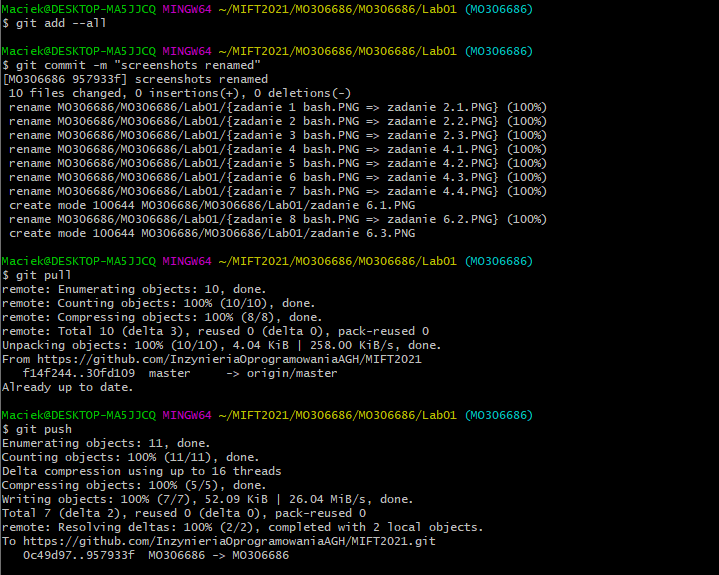 Maciek@DESKTOP-MA5JJCQ MINGW64 ~/MIFT2021/MO306686/MO306686/Lab01 (MO306686)
$ git add --all
Maciek@DESKTOP-MA5JJCQ MINGW64 ~/MIFT2021/MO306686/MO306686/Lab01 (MO306686)
$ git commit -m "screenshots renamed"
[MO306686 957933f] screenshots renamed
10 files changed, 0 insertions(+), 0 deletions(-)
rename MO306686/MO306686/Lab01/{zadanie 1 bash.PNG => zadanie 2.1.PNG} (100%)
rename MO306686/MO306686/Lab01/{zadanie 2 bash.PNG => zadanie 2.2.PNG} (100%)
rename MO306686/MO306686/Lab01/{zadanie 3 bash.PNG => zadanie 2.3.PNG} (100%)
rename MO306686/MO306686/Lab01/{zadanie 4 bash.PNG => zadanie 4.1.PNG} (100%)
rename MO306686/MO306686/Lab01/{zadanie 5 bash.PNG => zadanie 4.2.PNG} (100%)
rename MO306686/MO306686/Lab01/{zadanie 6 bash.PNG => zadanie 4.3.PNG} (100%)
rename MO306686/MO306686/Lab01/{zadanie 7 bash.PNG => zadanie 4.4.PNG} (100%)
create mode 100644 MO306686/MO306686/Lab01/zadanie 6.1.PNG
rename MO306686/MO306686/Lab01/{zadanie 8 bash.PNG => zadanie 6.2.PNG} (100%)
create mode 100644 MO306686/MO306686/Lab01/zadanie 6.3.PNG
Maciek@DESKTOP-MA5JJCQ MINGW64 ~/MIFT2021/MO306686/MO306686/Lab01 (MO306686)
$ git pull
remote: Enumerating objects: 10, done.
remote: Counting objects: 100% (10/10), done.
remote: Compressing objects: 100% (8/8), done.
remote: Total 10 (delta 3), reused 0 (delta 0), pack-reused 0
Unpacking objects: 100% (10/10), 4.04 KiB | 258.00 KiB/s, done.
From https://github.com/InzynieriaOprogramowaniaAGH/MIFT2021
f14f244..30fd109  master     -> origin/master
Already up to date.
Maciek@DESKTOP-MA5JJCQ MINGW64 ~/MIFT2021/MO306686/MO306686/Lab01 (MO306686)
$ git push
Enumerating objects: 11, done.
Counting objects: 100% (11/11), done.
Delta compression using up to 16 threads
Compressing objects: 100% (5/5), done.
Writing objects: 100% (7/7), 52.09 KiB | 26.04 MiB/s, done.
Total 7 (delta 2), reused 0 (delta 0), pack-reused 0
remote: Resolving deltas: 100% (2/2), completed with 2 local objects.
To https://github.com/InzynieriaOprogramowaniaAGH/MIFT2021.git
0c49d97..957933f  MO306686 -> MO306686